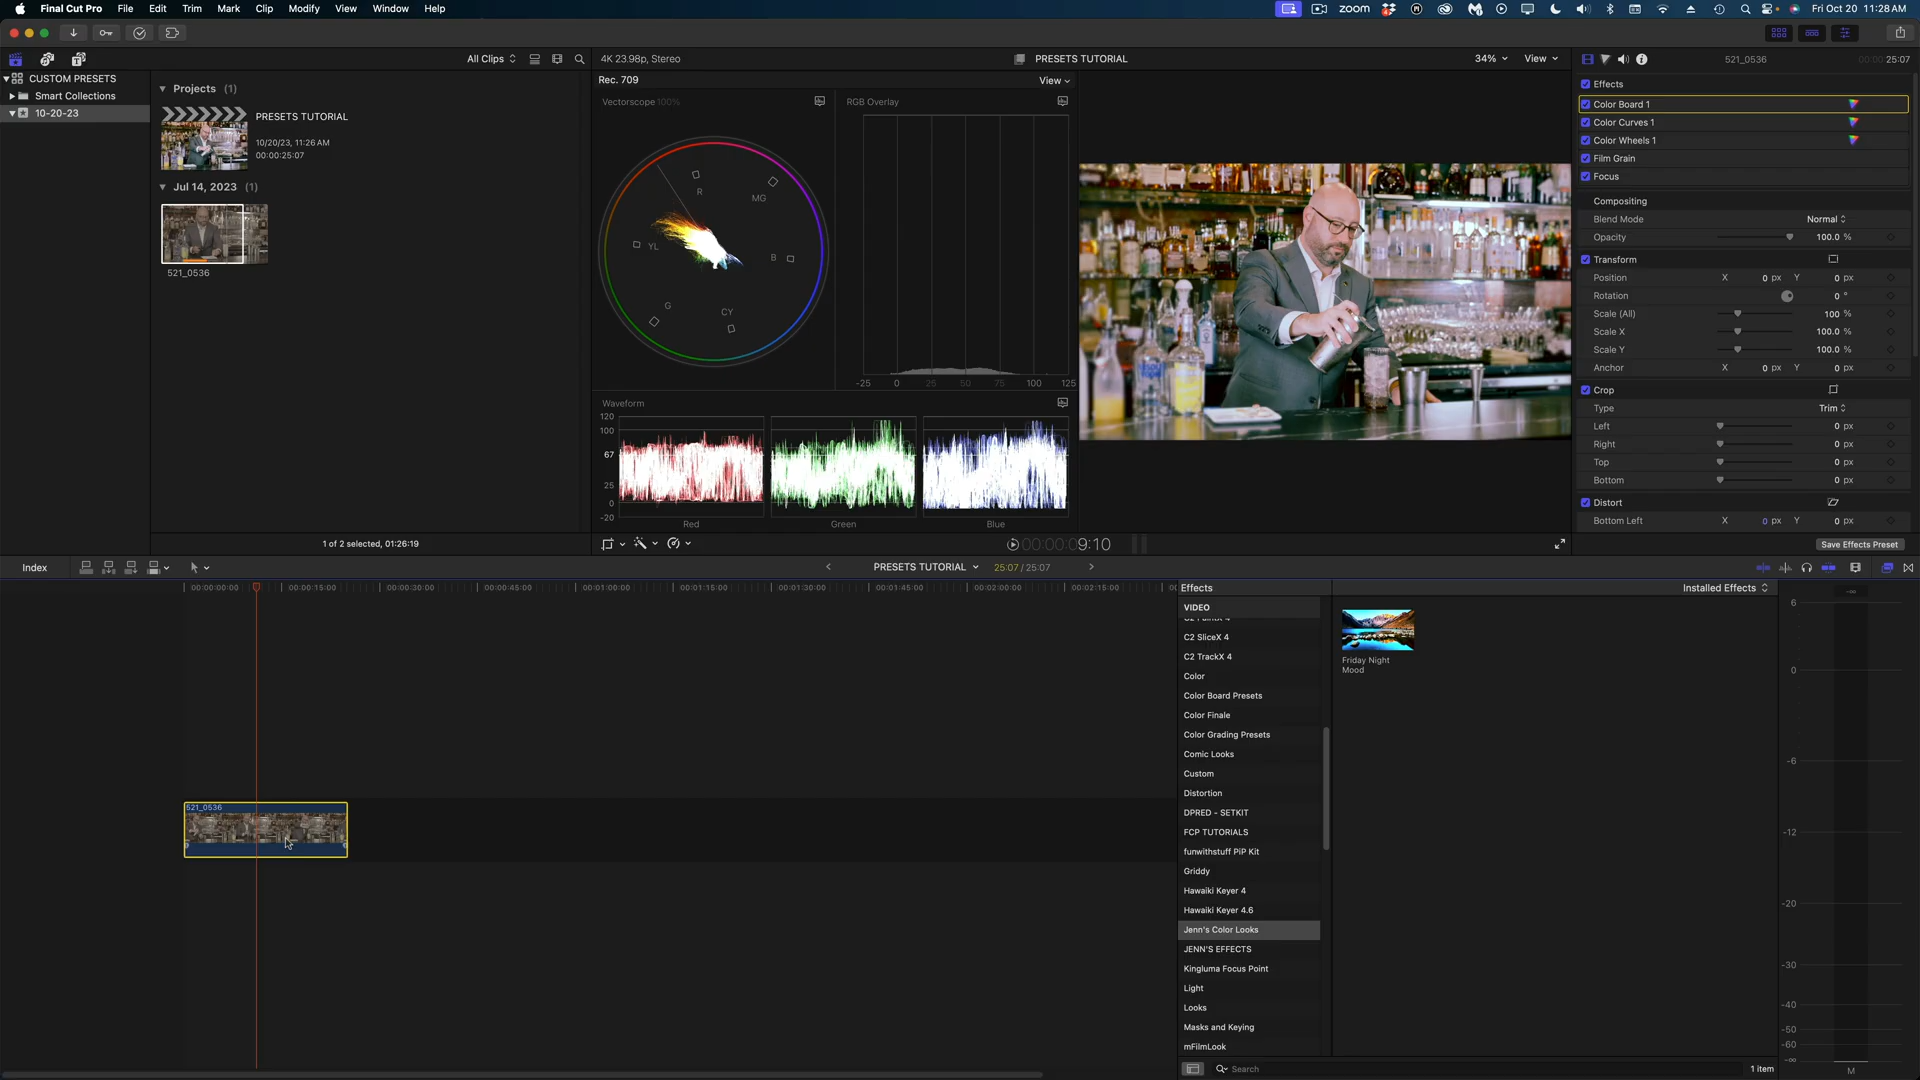 Final Cut Pro File Edit Trim Mark Clip Modify View Window Help
zoom
Fri Oct 20 11:28 AM
All Clips
4K 23.98p, Stereo
PRESETS TUTORIAL
34%
View
521_0536
00:00 25:07
CUSTOM PRESETS
Smart Collections
10-20-23
Projects (1)
PRESETS TUTORIAL
10/20/23, 11:26 AM
00:00:25:07
Jul 14, 2023 (1)
521_0536
1 of 2 selected, 01:26:19
Rec. 709
View
Vectorscope 100%
R
MG
YL
B
G
CY
RGB Overlay
-25 0 25 50 75 100 125
Waveform
120
100
67
25
0
-20
Red Green Blue
00:00:09:10
Effects
Color Board 1
Color Curves 1
Color Wheels 1
Film Grain
Focus
Compositing
Blend Mode Normal
Opacity 100.0 %
Transform
Position X 0 px Y 0 px
Rotation 0 °
Scale (All) 100 %
Scale X 100.0 %
Scale Y 100.0 %
Anchor X 0 px Y 0 px
Crop
Type Trim
Left 0 px
Right 0 px
Top 0 px
Bottom 0 px
Distort
Bottom Left X 0 px Y 0 px
Save Effects Preset
Index
PRESETS TUTORIAL
25:07 / 25:07
00:00:00:00 00:00:15:00 00:00:30:00 00:00:45:00 00:01:00:00 00:01:15:00 00:01:30:00 00:01:45:00 00:02:00:00 00:02:15:00
521_0536
Effects
Installed Effects
VIDEO
C2 SliceX 4
C2 TrackX 4
Color
Color Board Presets
Color Finale
Color Grading Presets
Comic Looks
Custom
Distortion
DPRED - SETKIT
FCP TUTORIALS
funwithstuff PiP Kit
Griddy
Hawaiki Keyer 4
Hawaiki Keyer 4.6
Jenn's Color Looks
JENN'S EFFECTS
Kingluma Focus Point
Light
Looks
Masks and Keying
mFilmLook
Friday Night
Mood
Search
1 item
-∞
6
0
-6
-12
-20
-30
-40
-50
-60
-∞
M